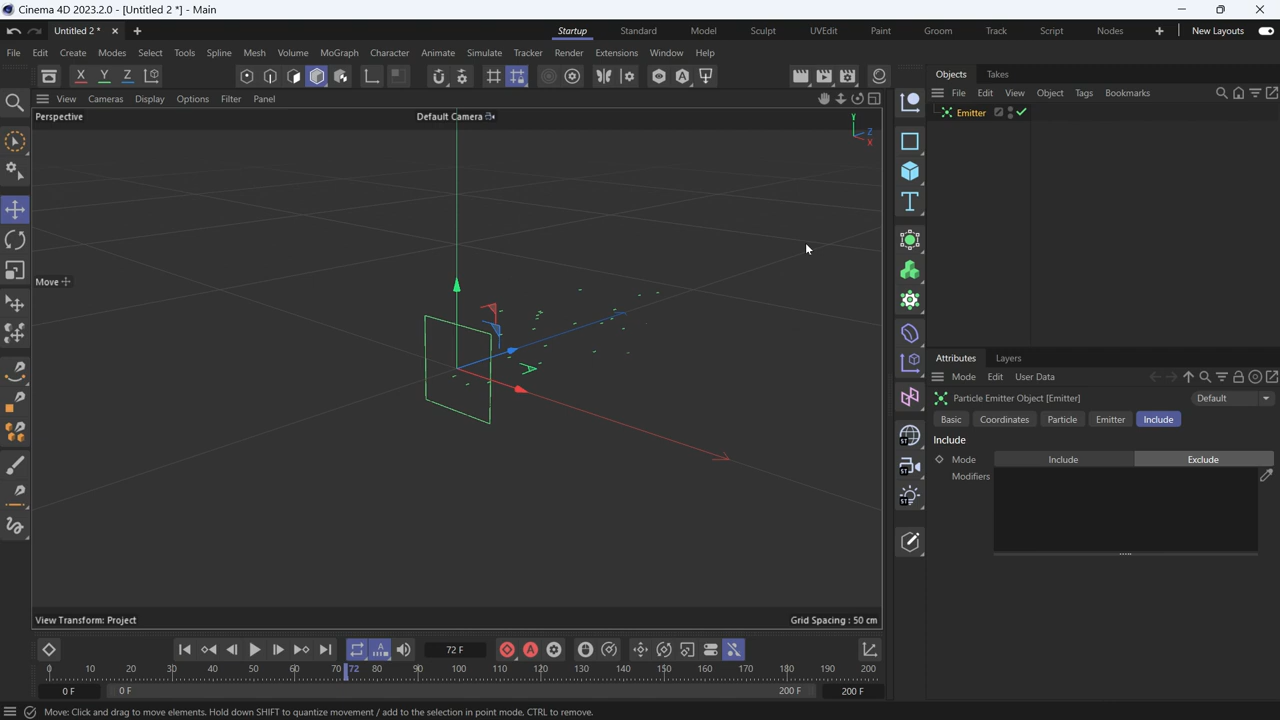 Cinema 4D 2023.2.0 - [Untitled 2 *] - Main
Untitled 2 *
Startup Standard Model Sculpt UVEdit Paint Groom Track Script Nodes New Layouts
File Edit Create Modes Select Tools Spline Mesh Volume MoGraph Character Animate Simulate Tracker Render Extensions Window Help
X Y Z
Objects Takes
View Cameras Display Options Filter Panel
File Edit View Object Tags Bookmarks
Perspective
Default Camera
Y
Z
X
Emitter
Move
Attributes Layers
Mode Edit User Data
Particle Emitter Object [Emitter]
Default
Basic Coordinates Particle Emitter Include
Include
Mode Include Exclude
Modifiers
View Transform: Project
Grid Spacing : 50 cm
72 F
0 10 20 30 40 50 60 72 80 90 100 110 120 130 140 150 160 170 180 190 200
0 F 0 F 200 F 200 F
Move: Click and drag to move elements. Hold down SHIFT to quantize movement / add to the selection in point mode, CTRL to remove.